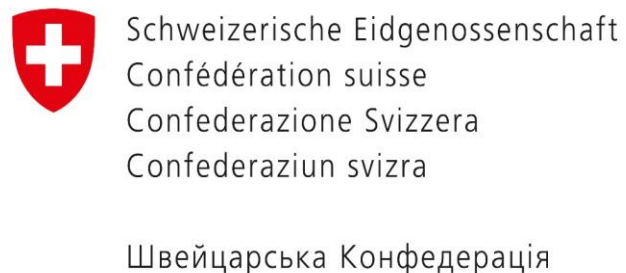 Schweizerische Eidgenossenschaft
Confédération suisse
Confederazione Svizzera
Confederaziun svizra
Швейцарська Конфедерація